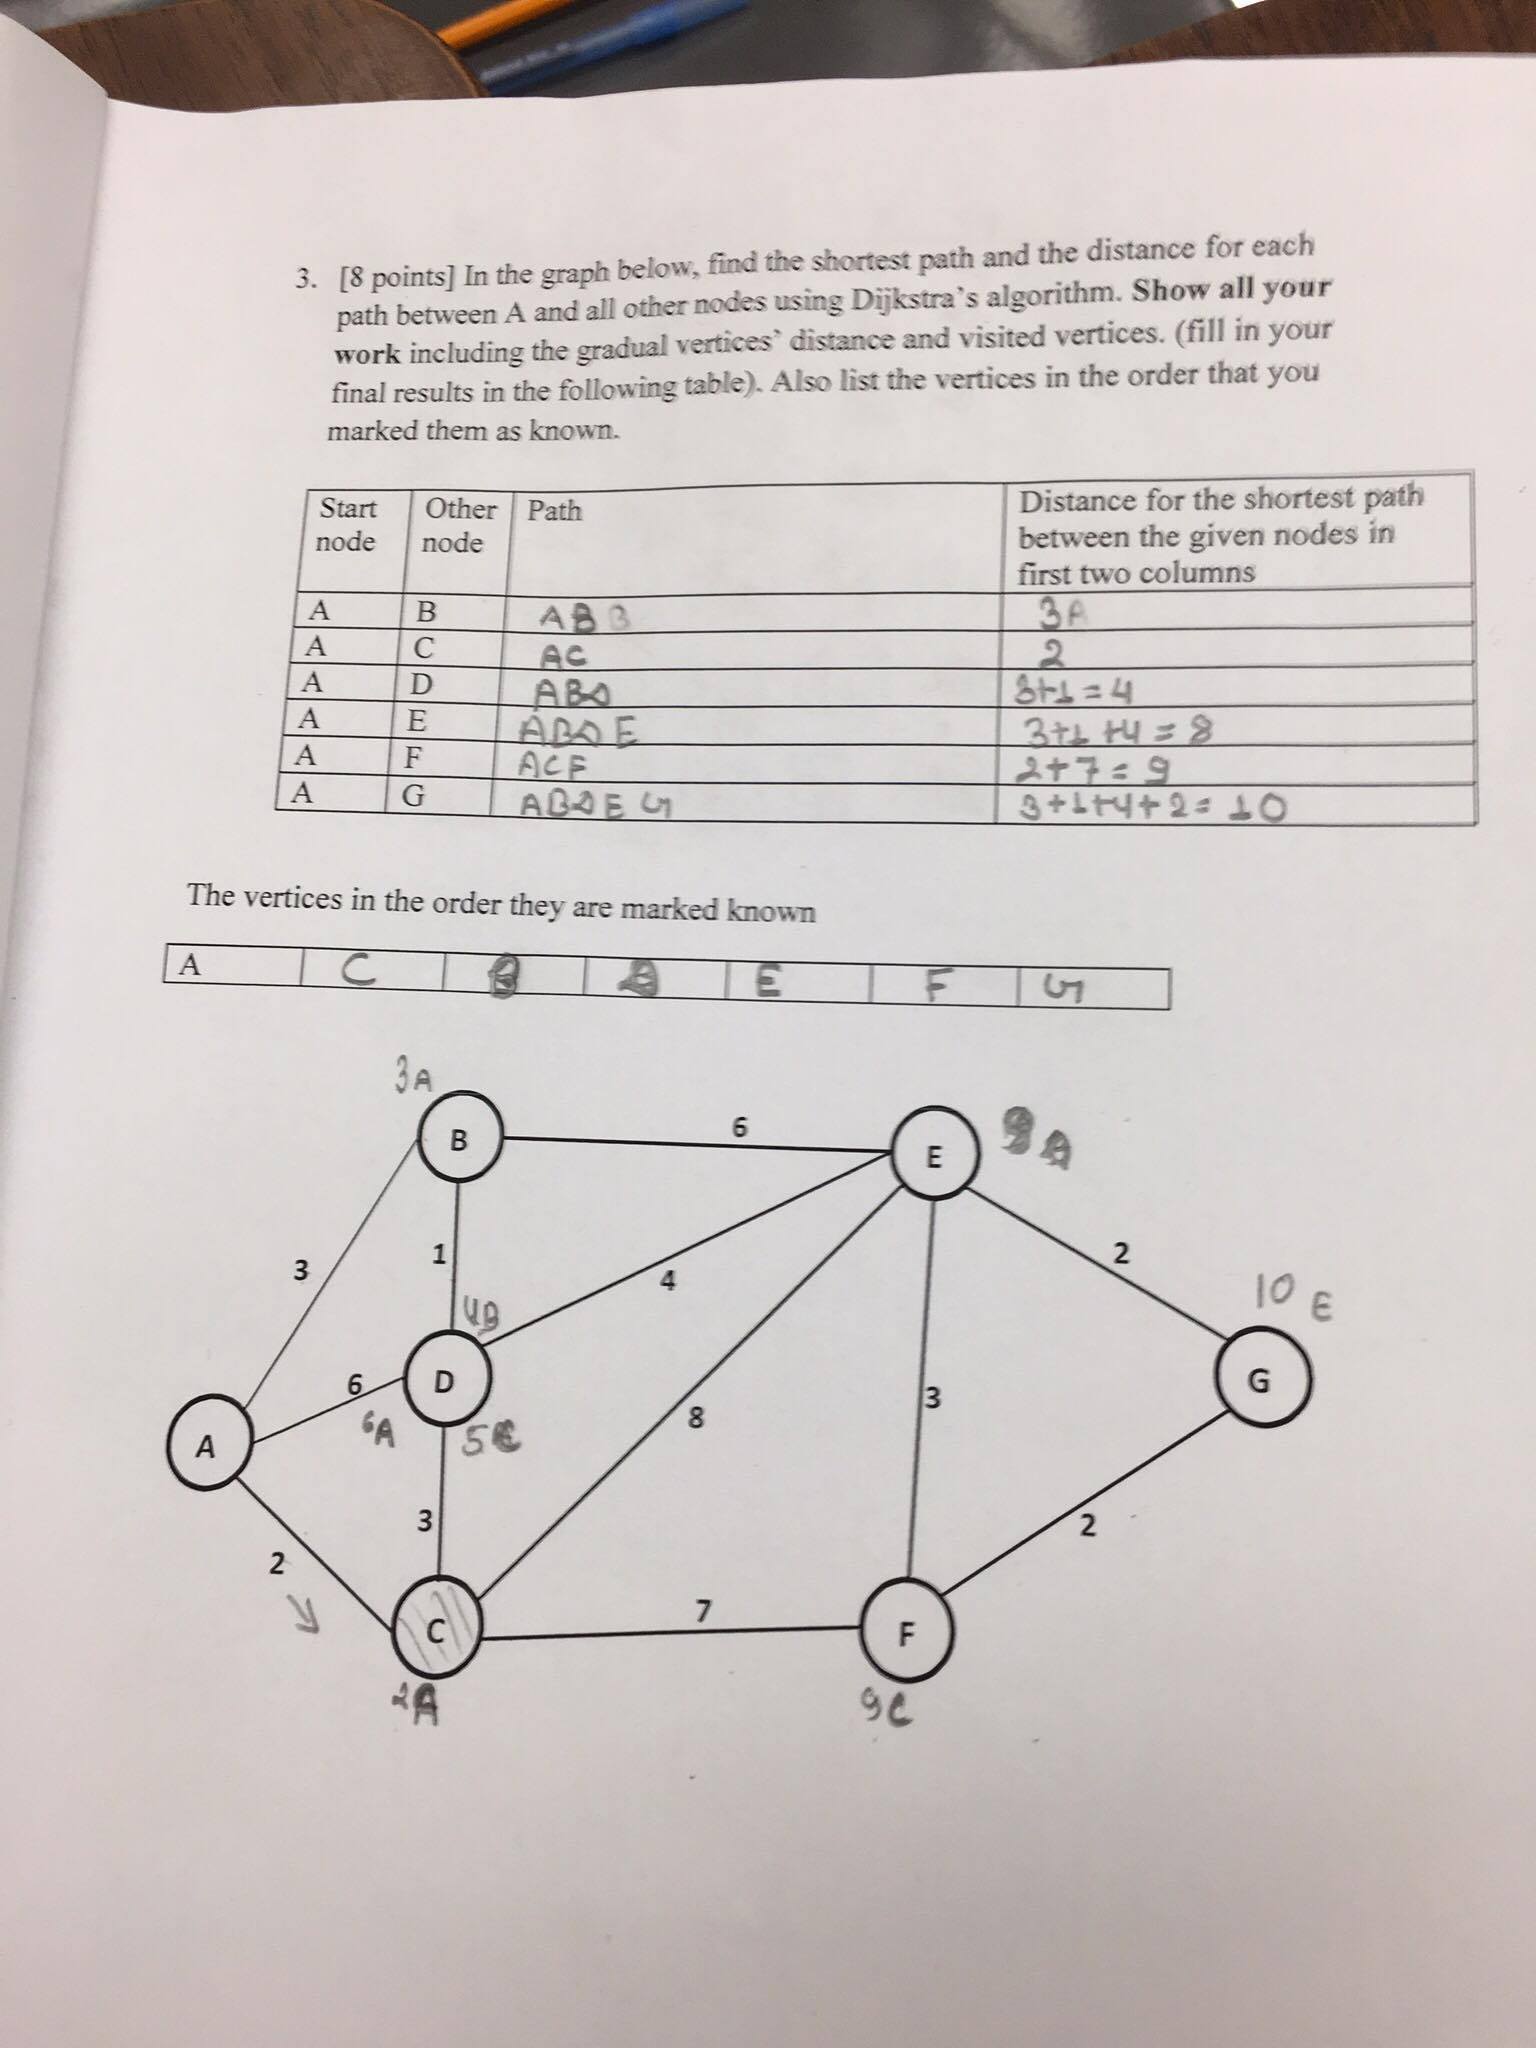 3. [8 points] In the graph below, find the shortest path and the distance for each
path between A and all other nodes using Dijkstra's algorithm. Show all your
work including the gradual vertices' distance and visited vertices. (fill in your
final results in the following table). Also list the vertices in the order that you
marked them as known.
Start node Other node Path Distance for the shortest path between the given nodes in first two columns
A B AB 3
A C AC 2
A D ABD 3+1=4
A E ABDE 3+1+4=8
A F ACF 2+7=9
A G ABDEG 3+1+4+2=10
The vertices in the order they are marked known
A C B D E F G
3A
B
6
E
3
1
4B
4
2
10 E
6
D
6A
5C
8
3
G
A
3
2
2
C
7
F
2A
9C